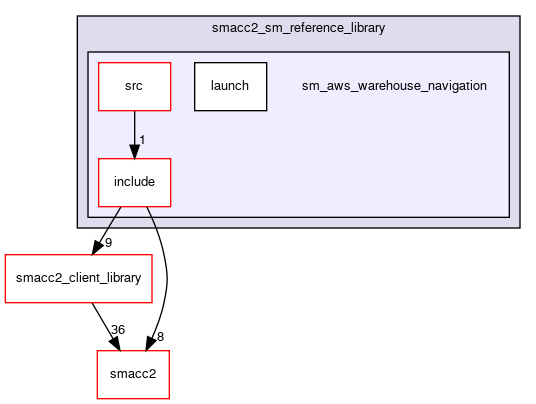 smacc2_sm_reference_library
src
launch
sm_aws_warehouse_navigation
1
include
9
smacc2_client_library
36
8
smacc2